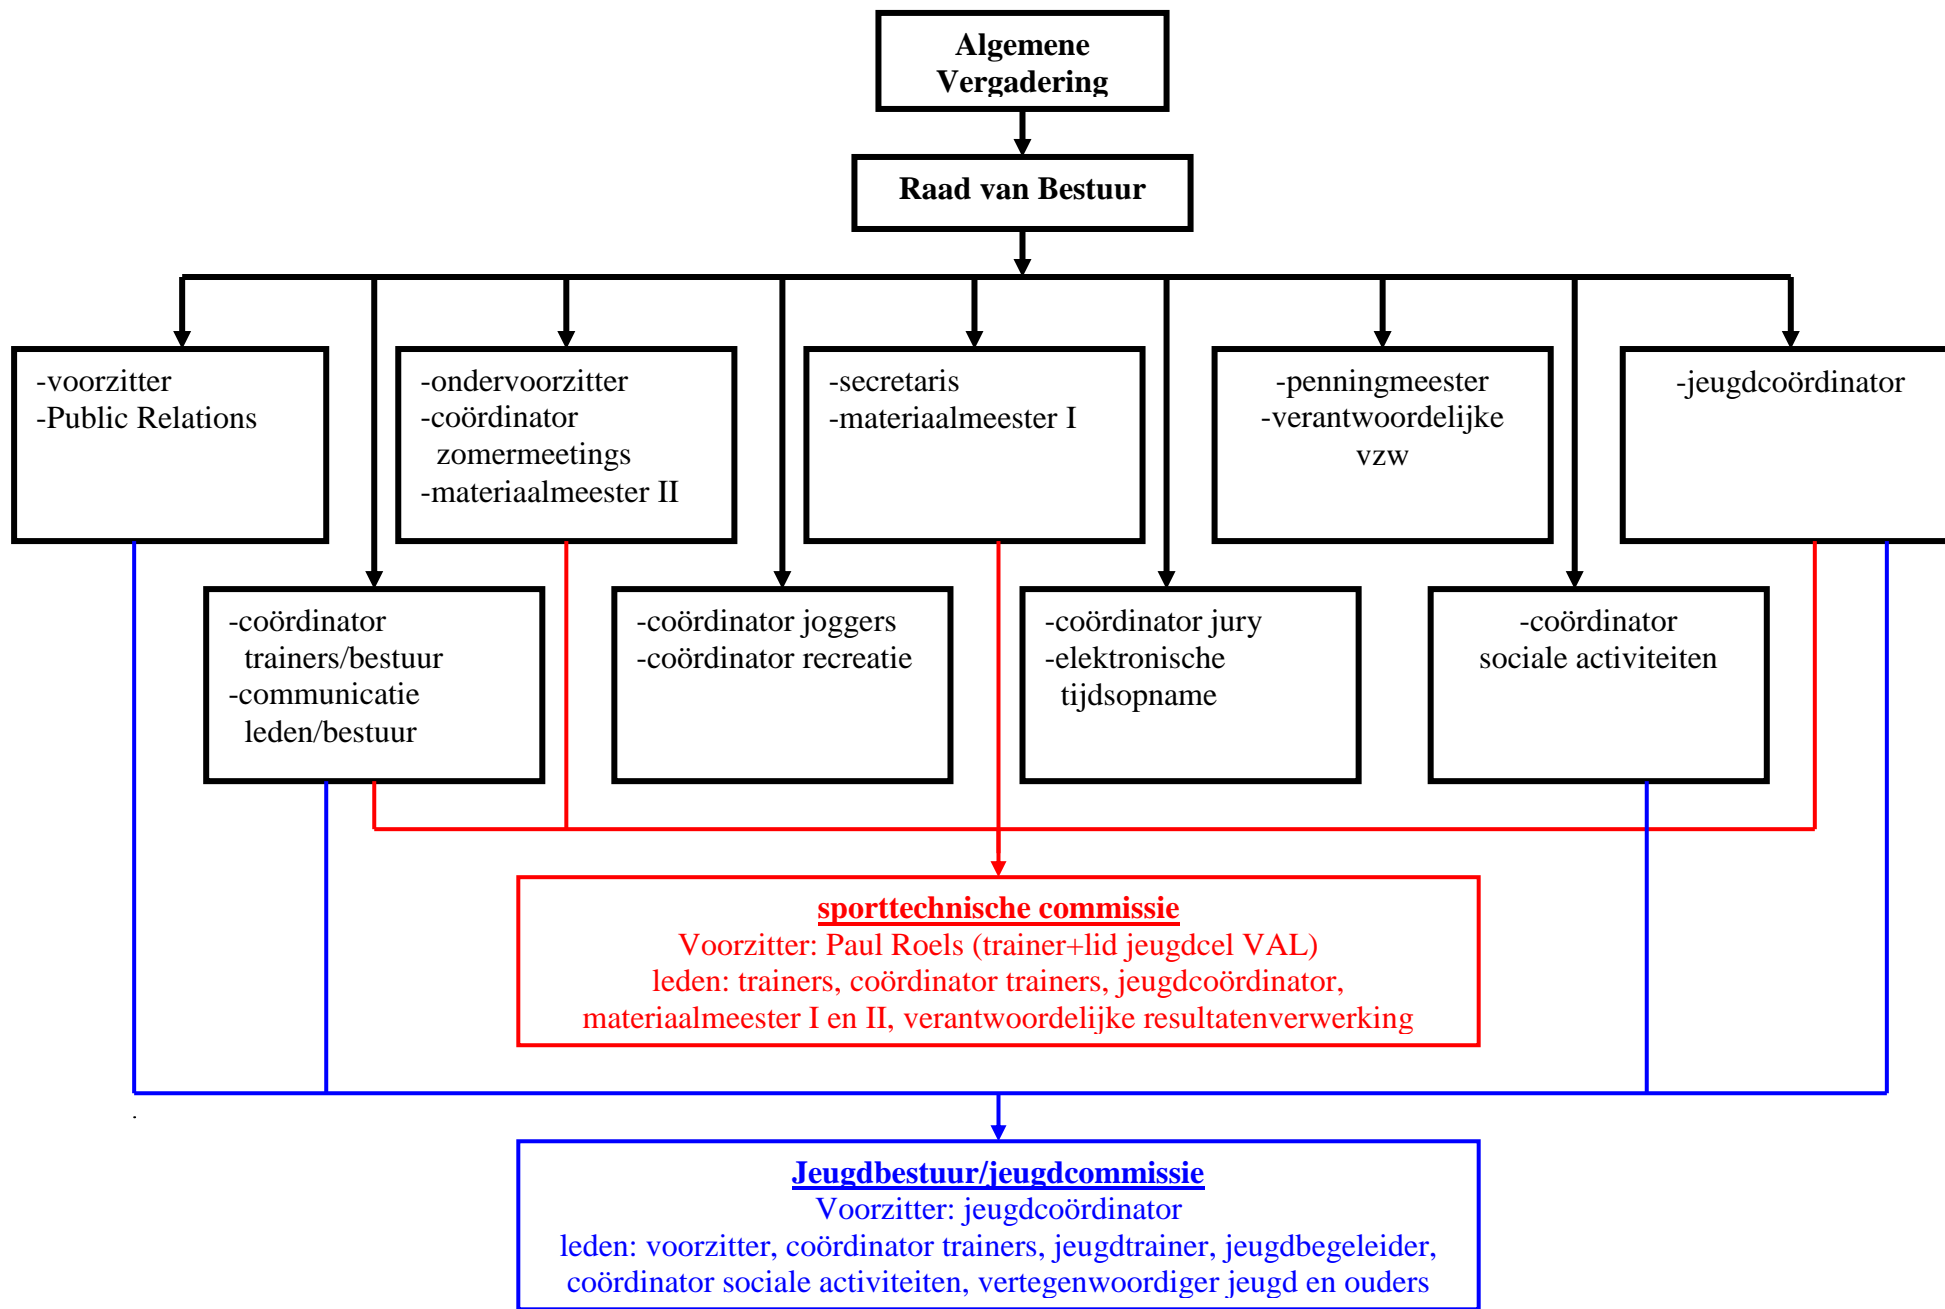 Algemene
Vergadering
Raad van Bestuur
-voorzitter
-Public Relations
-ondervoorzitter
-coördinator
zomermeetings
-materiaalmeester II
-secretaris
-materiaalmeester I
-penningmeester
-verantwoordelijke
vzw
-jeugdcoördinator
-coördinator
trainers/bestuur
-communicatie
leden/bestuur
-coördinator joggers
-coördinator recreatie
-coördinator jury
-elektronische
tijdsopname
-coördinator
sociale activiteiten
sporttechnische commissie
Voorzitter: Paul Roels (trainer+lid jeugdcel VAL)
leden: trainers, coördinator trainers, jeugdcoördinator,
materiaalmeester I en II, verantwoordelijke resultatenverwerking
.
Jeugdbestuur/jeugdcommissie
Voorzitter: jeugdcoördinator
leden: voorzitter, coördinator trainers, jeugdtrainer, jeugdbegeleider,
coördinator sociale activiteiten, vertegenwoordiger jeugd en ouders